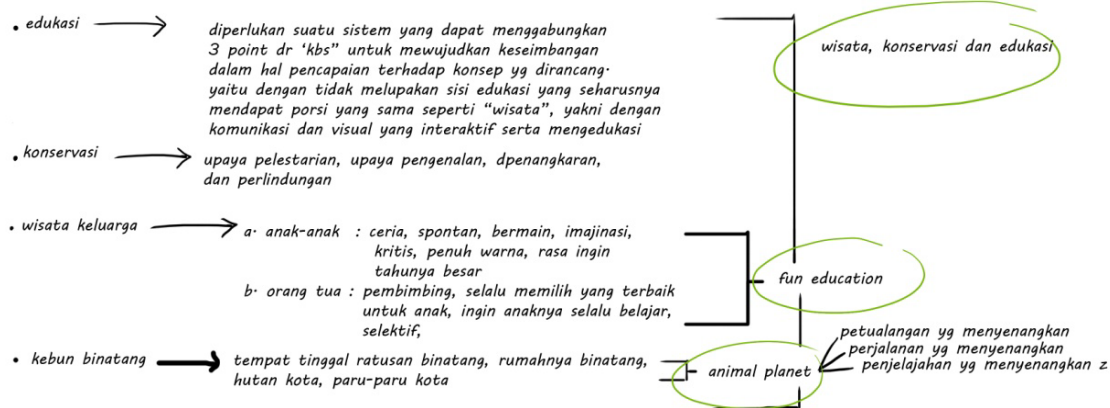 • edukasi
diperlukan suatu sistem yang dapat menggabungkan
3 point dr ‘kbs” untuk mewujudkan keseimbangan
dalam hal pencapaian terhadap konsep yg dirancang.
yaitu dengan tidak melupakan sisi edukasi yang seharusnya
mendapat porsi yang sama seperti “wisata”, yakni dengan
komunikasi dan visual yang interaktif serta mengedukasi
wisata, konservasi dan edukasi
• konservasi
upaya pelestarian, upaya pengenalan, dpenangkaran,
dan perlindungan
• wisata keluarga
a. anak-anak : ceria, spontan, bermain, imajinasi,
kritis, penuh warna, rasa ingin
tahunya besar
b. orang tua : pembimbing, selalu memilih yang terbaik
untuk anak, ingin anaknya selalu belajar,
selektif,
fun education
• kebun binatang
tempat tinggal ratusan binatang, rumahnya binatang,
hutan kota, paru-paru kota
animal planet
petualangan yg menyenangkan
perjalanan yg menyenangkan
penjelajahan yg menyenangkan z